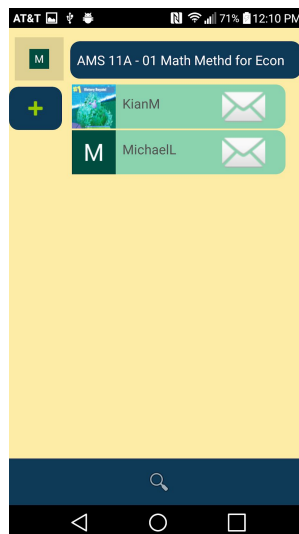 AT&T 71% 12:10 PM
M
AMS 11A - 01 Math Methd for Econ
+
KianM
M MichaelL